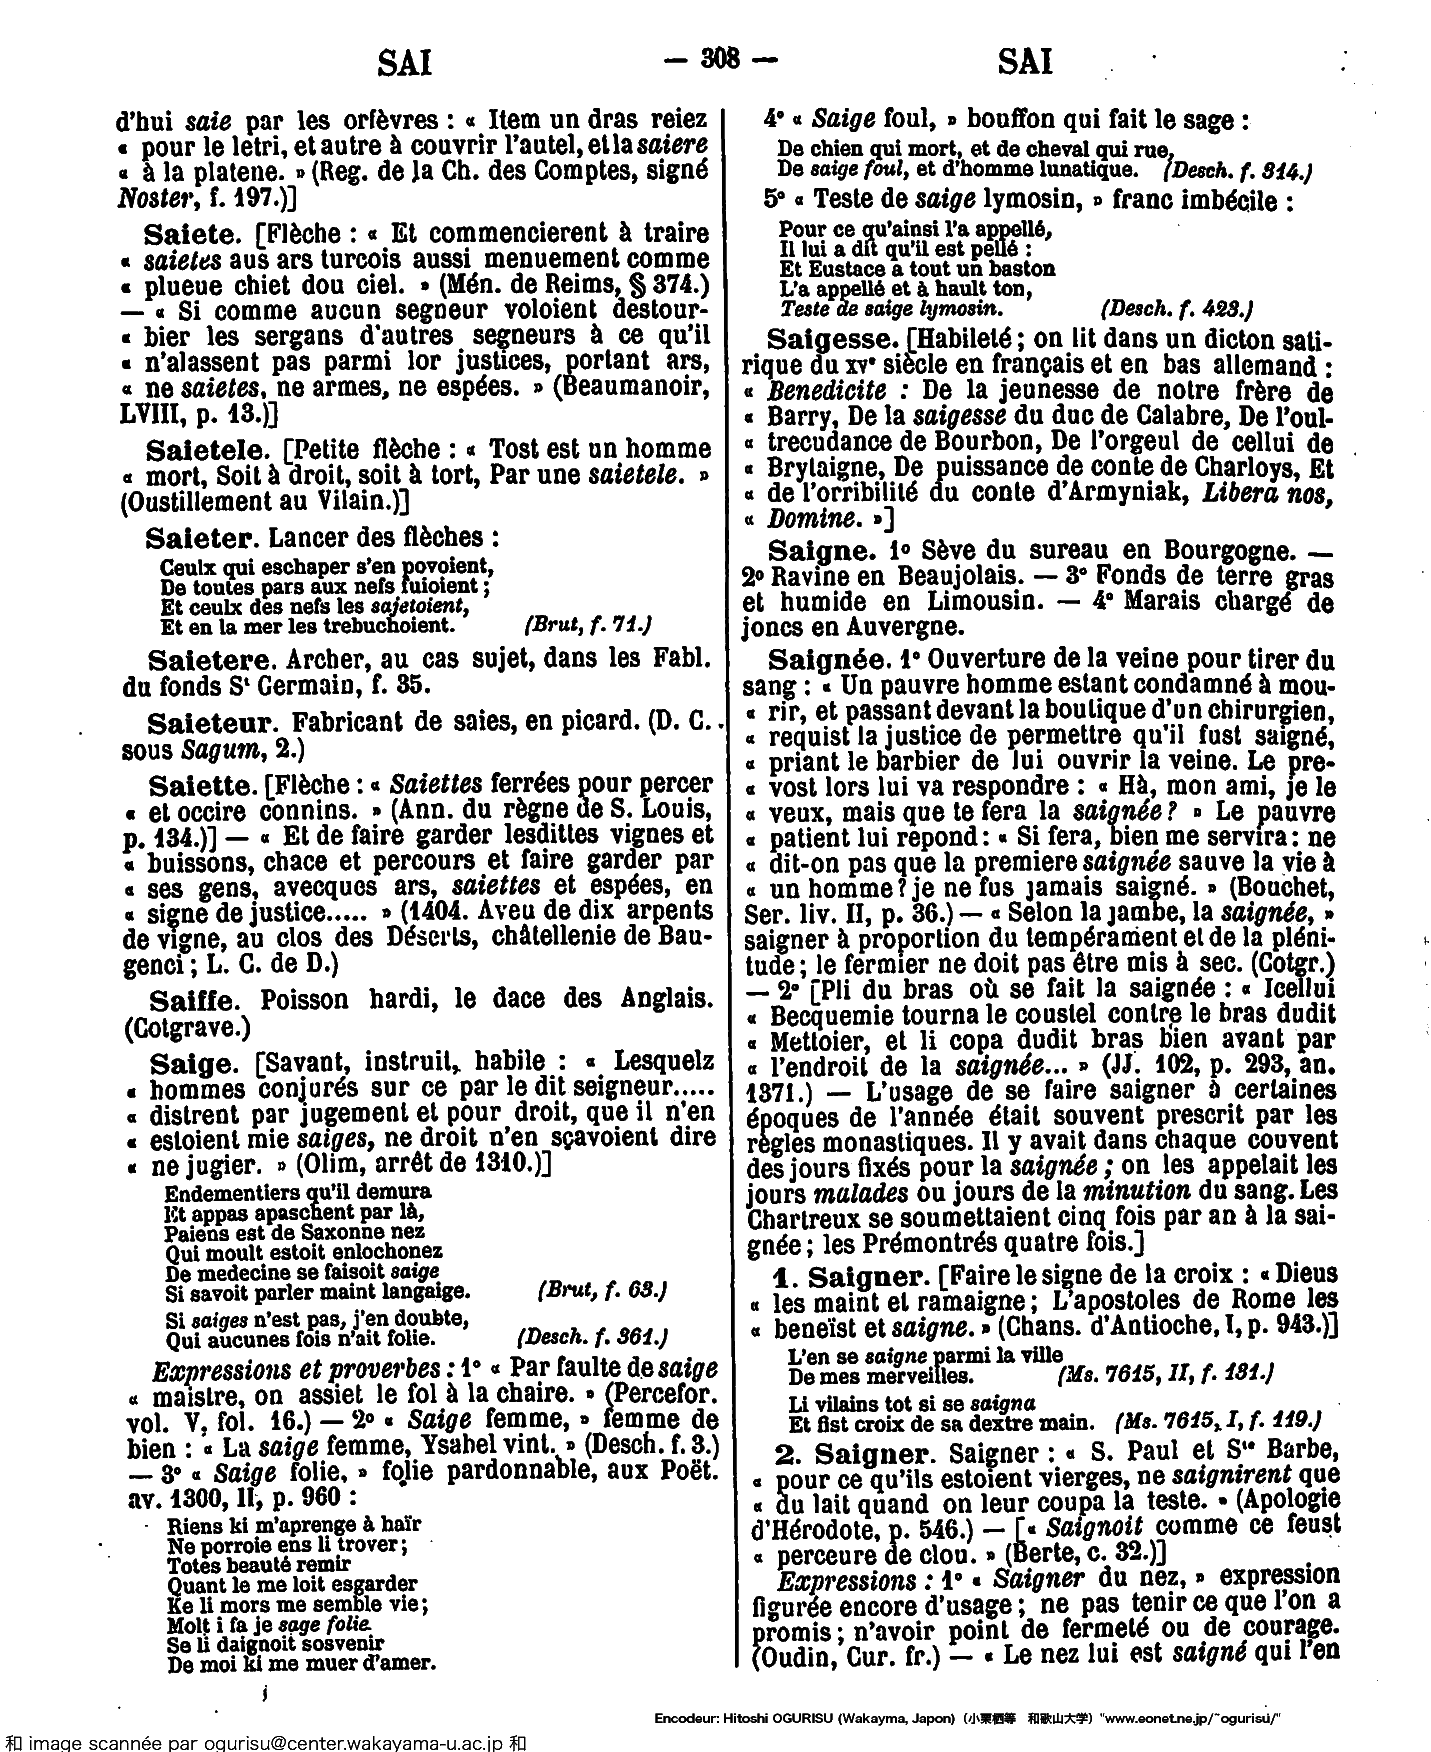 SAI — 308 — SAI
d'hui saie par les orfèvres : « Item un dras reiez
« pour le letri, et autre à couvrir l'autel, et la saiere
« à la platene. » (Reg. de la Ch. des Comptes, signé
Noster, f. 197.)]
Saiete. [Flèche : « Et commencierent à traire
« saietes aus ars turcois aussi menuement comme
« plueue chiet dou ciel. » (Mén. de Reims, § 374.)
— « Si comme aucun segneur voloient destour-
« bier les sergans d'autres segneurs à ce qu'il
« n'alassent pas parmi lor justices, portant ars,
« ne saietes, ne armes, ne espées. » (Beaumanoir,
LVIII, p. 13.)]
Saietele. [Petite flèche : « Tost est un homme
« mort, Soit à droit, soit à tort, Par une saietele. »
(Oustillement au Vilain.)]
Saieter. Lancer des flèches :
Ceulx qui eschaper s'en povoient,
De toutes pars aux nefs fuioient ;
Et ceulx des nefs les sajetoient,
Et en la mer les trebuchoient. (Brut, f. 71.)
Saietere. Archer, au cas sujet, dans les Fabl.
du fonds St Germain, f. 35.
Saieteur. Fabricant de saies, en picard. (D. C.
sous Sagum, 2.)
Saiette. [Flèche : « Saiettes ferrées pour percer
« et occire connins. » (Ann. du règne de S. Louis,
p. 134.)] — « Et de faire garder lesdittes vignes et
« buissons, chace et percours et faire garder par
« ses gens, avecques ars, saiettes et espées, en
« signe de justice..... » (1404. Aveu de dix arpents
de vigne, au clos des Déserts, châtellenie de Bau-
genci ; L. C. de D.)
Saiffe. Poisson hardi, le dace des Anglais.
(Cotgrave.)
Saige. [Savant, instruit, habile : « Lesquelz
« hommes conjurés sur ce par le dit seigneur.....
« distrent par jugement et pour droit, que il n'en
« estoient mie saiges, ne droit n'en sçavoient dire
« ne jugier. » (Olim, arrêt de 1310.)]
Endementiers qu'il demura
Et appas apaschent par là,
Paiens est de Saxonne nez
Qui moult estoit enlochonez
De medecine se faisoit saige
Si savoit parler maint langaige. (Brut, f. 63.)
Si saiges n'est pas, j'en doubte,
Qui aucunes fois n'ait folie. (Desch. f. 361.)
Expressions et proverbes : 1° « Par faulte de saige
« maistre, on assiet le fol à la chaire. » (Percefor.
vol. V, fol. 16.) — 2° « Saige femme, » femme de
bien : « La saige femme, Ysabel vint. » (Desch. f. 3.)
— 3° « Saige folie, » folie pardonnable, aux Poët.
av. 1300, II, p. 960 :
Riens ki m'aprenge à haïr
Ne porroie ens li trover ;
Totes beauté remir
Quant le me loit esgarder
Ke li mors me semble vie ;
Molt i fa je sage folie
Se li daignoit sosvenir
De moi ki me muer d'amer.
4° « Saige foul, » bouffon qui fait le sage :
De chien qui mort, et de cheval qui rue,
De saige foul, et d'homme lunatique. (Desch. f. 314.)
5° « Teste de saige lymosin, » franc imbécile :
Pour ce qu'ainsi l'a appellé,
Il lui a dit qu'il est pellé :
Et Eustace a tout un baston
L'a appellé et à hault ton,
Teste de saige lymosin. (Desch. f. 423.)
Saigesse. [Habileté ; on lit dans un dicton sati-
rique du XVe siècle en français et en bas allemand :
« Benedicite : De la jeunesse de notre frère de
« Barry, De la saigesse du duc de Calabre, De l'oul-
« trecudance de Bourbon, De l'orgeul de cellui de
« Brytaigne, De puissance de conte de Charloys, Et
« de l'orribilité du conte d'Armyniak, Libera nos,
« Domine. »]
Saigne. 1° Sève du sureau en Bourgogne. —
2° Ravine en Beaujolais. — 3° Fonds de terre gras
et humide en Limousin. — 4° Marais chargé de
joncs en Auvergne.
Saignée. 1° Ouverture de la veine pour tirer du
sang : « Un pauvre homme estant condamné à mou-
« rir, et passant devant la boutique d'un chirurgien,
« requist la justice de permettre qu'il fust saigné,
« priant le barbier de lui ouvrir la veine. Le pre-
« vost lors lui va respondre : « Hà, mon ami, je le
« veux, mais que te fera la saignée ? » Le pauvre
« patient lui repond : « Si fera, bien me servira : ne
« dit-on pas que la premiere saignée sauve la vie à
« un homme ? je ne fus jamais saigné. » (Bouchet,
Ser. liv. II, p. 36.) — « Selon la jambe, la saignée, »
saigner à proportion du tempérament et de la pléni-
tude ; le fermier ne doit pas être mis à sec. (Cotgr.)
— 2° [Pli du bras où se fait la saignée : « Icellui
« Becquemie tourna le coustel contre le bras dudit
« Mettoier, et li copa dudit bras bien avant par
« l'endroit de la saignée... » (JJ. 102, p. 293, an.
1371.) — L'usage de se faire saigner à certaines
époques de l'année était souvent prescrit par les
règles monastiques. Il y avait dans chaque couvent
des jours fixés pour la saignée ; on les appelait les
jours malades ou jours de la minution du sang. Les
Chartreux se soumettaient cinq fois par an à la sai-
gnée ; les Prémontrés quatre fois.]
1. Saigner. [Faire le signe de la croix : « Dieus
« les maint et ramaigne ; L'apostoles de Rome les
« beneïst et saigne. » (Chans. d'Antioche, I, p. 943.)]
L'en se saigne parmi la ville
De mes merveilles. (Ms. 7615, II, f. 131.)
Li vilains tot si se saigna
Et fist croix de sa dextre main. (Ms. 7615, I, f. 119.)
2. Saigner. Saigner : « S. Paul et Ste Barbe,
« pour ce qu'ils estoient vierges, ne saignirent que
« du lait quand on leur coupa la teste. » (Apologie
d'Hérodote, p. 546.) — [« Saignoit comme ce feust
« perceure de clou. » (Berte, c. 32.)]
Expressions : 1° « Saigner du nez, » expression
figurée encore d'usage ; ne pas tenir ce que l'on a
promis ; n'avoir point de fermeté ou de courage.
(Oudin, Cur. fr.) — « Le nez lui est saigné qui l'en
Encodeur: Hitoshi OGURISU (Wakayma, Japon) (小栗栖等 和歌山大学) "www.eonet.ne.jp/~ogurisu/"
和 image scannée par ogurisu@center.wakayama-u.ac.jp 和